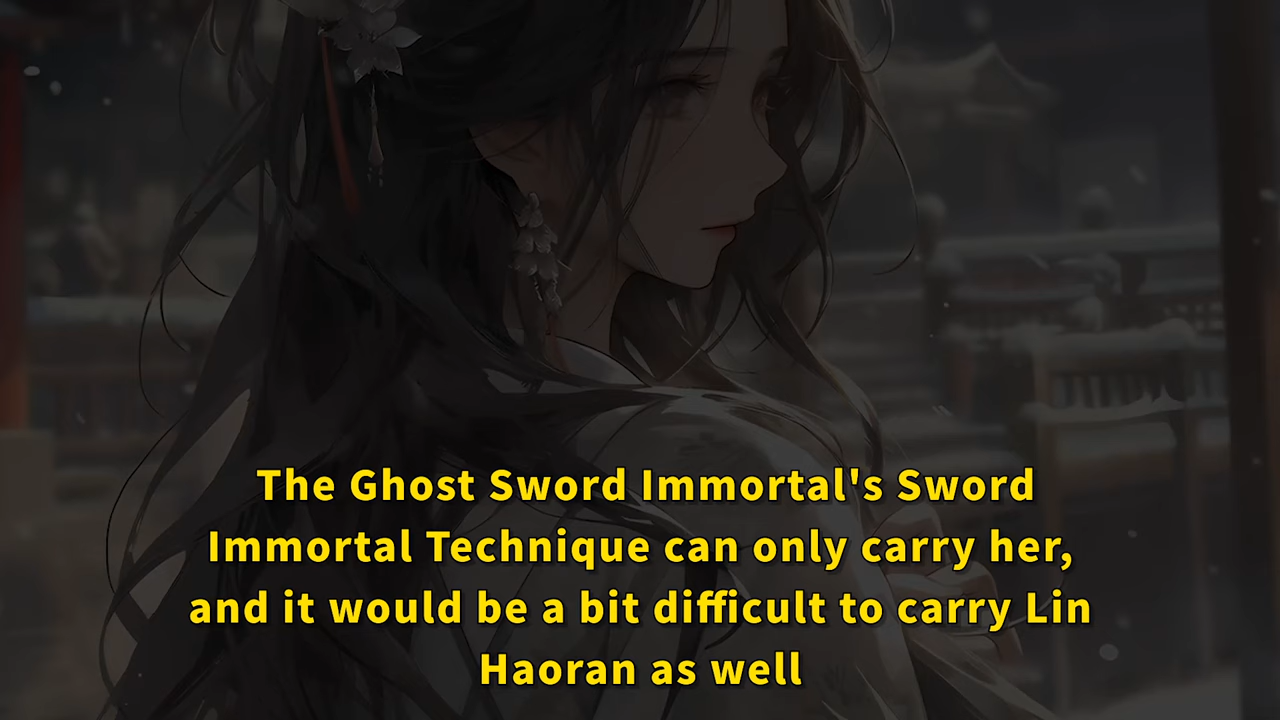 The Ghost Sword Immortal's Sword
Immortal Technique can only carry her,
and it would be a bit difficult to carry Lin
Haoran as well